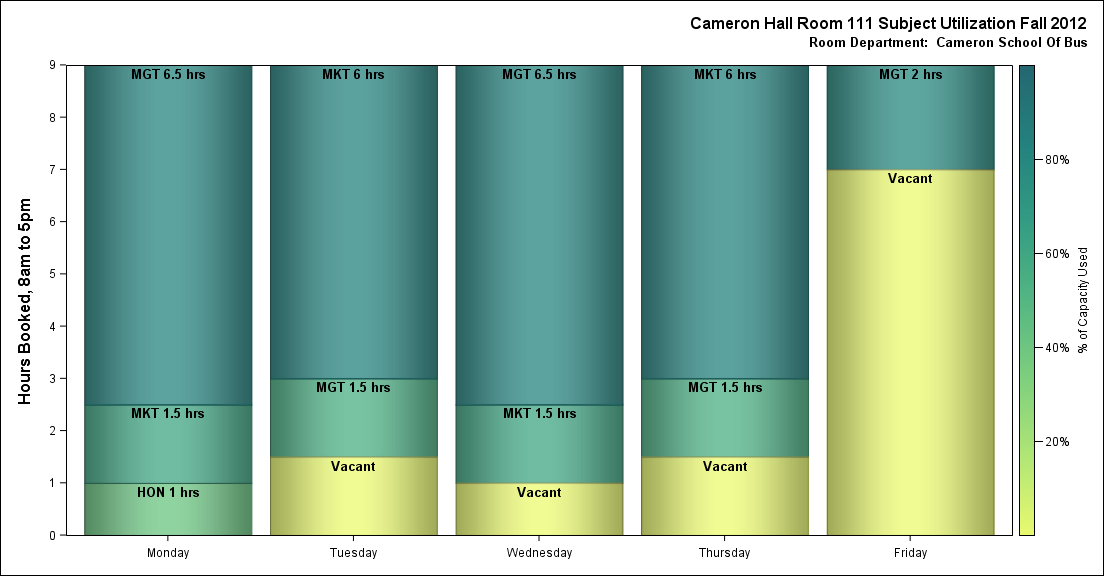 Cameron Hall Room 111 Subject Utilization Fall 2012
Room Department:  Cameron School Of Bus
Hours Booked, 8am to 5pm
9
8
7
6
5
4
3
2
1
0
MGT 6.5 hrs
MKT 1.5 hrs
HON 1 hrs
MKT 6 hrs
MGT 1.5 hrs
Vacant
MGT 6.5 hrs
MKT 1.5 hrs
Vacant
MKT 6 hrs
MGT 1.5 hrs
Vacant
MGT 2 hrs
Vacant
Monday
Tuesday
Wednesday
Thursday
Friday
80%
60%
40%
20%
% of Capacity Used